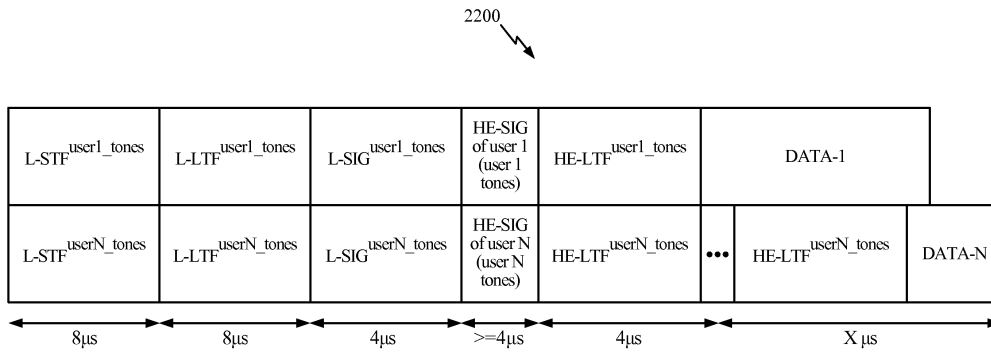 2200
L-STF user1_tones
L-LTF user1_tones
L-SIG user1_tones
HE-SIG
of user 1
(user 1
tones)
HE-LTF user1_tones
DATA-1
L-STF userN_tones
L-LTF userN_tones
L-SIG userN_tones
HE-SIG
of user N
(user N
tones)
HE-LTF userN_tones
•••
HE-LTF userN_tones
DATA-N
8μs
8μs
4μs
>=4μs
4μs
X μs